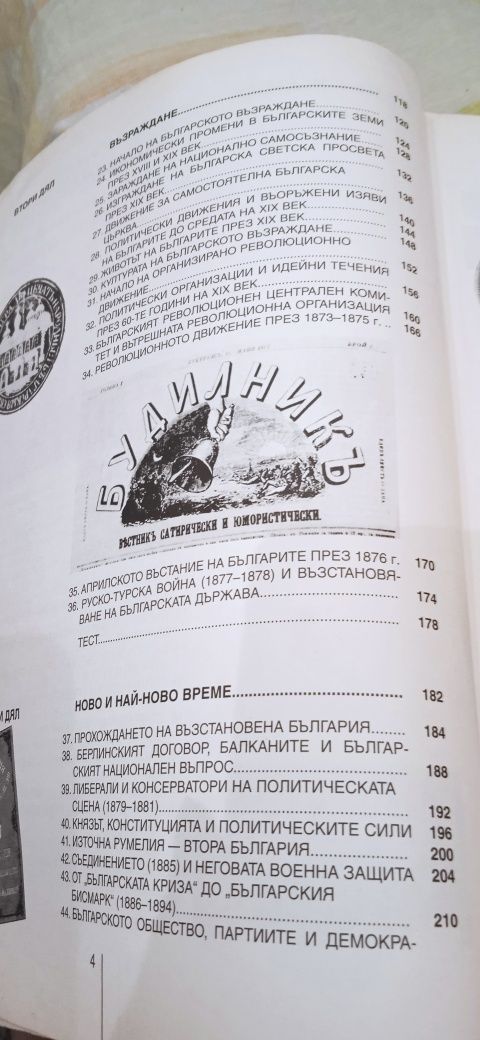 ВТОРИ ДЯЛ
ВЪЗРАЖДАНЕ 118
23. НАЧАЛО НА БЪЛГАРСКОТО ВЪЗРАЖДАНЕ 120
24. ИКОНОМИЧЕСКИ ПРОМЕНИ В БЪЛГАРСКИТЕ ЗЕМИ
ПРЕЗ XVIII И XIX ВЕК 124
25. ЗАРАЖДАНЕ НА НАЦИОНАЛНО САМОСЪЗНАНИЕ 128
26. ИЗГРАЖДАНЕ НА БЪЛГАРСКА СВЕТСКА ПРОСВЕТА
ПРЕЗ XIX ВЕК 132
27. ДВИЖЕНИЕ ЗА САМОСТОЯТЕЛНА БЪЛГАРСКА
ЦЪРКВА 136
28. ПОЛИТИЧЕСКИ ДВИЖЕНИЯ И ВЪОРЪЖЕНИ ИЗЯВИ
НА БЪЛГАРИТЕ ДО СРЕДАТА НА XIX ВЕК 140
29. ЖИВОТЪТ НА БЪЛГАРИТЕ ПРЕЗ XIX ВЕК 144
30. КУЛТУРАТА НА БЪЛГАРСКОТО ВЪЗРАЖДАНЕ 148
31. НАЧАЛО НА ОРГАНИЗИРАНО РЕВОЛЮЦИОННО
ДВИЖЕНИЕ 152
32. ПОЛИТИЧЕСКИ ОРГАНИЗАЦИИ И ИДЕЙНИ ТЕЧЕНИЯ
ПРЕЗ 60-ТЕ ГОДИНИ НА XIX ВЕК 156
33. БЪЛГАРСКИЯТ РЕВОЛЮЦИОНЕН ЦЕНТРАЛЕН КОМИ-
ТЕТ И ВЪТРЕШНАТА РЕВОЛЮЦИОННА ОРГАНИЗАЦИЯ 160
34. РЕВОЛЮЦИОННОТО ДВИЖЕНИЕ ПРЕЗ 1873–1875 г. .. 166
БУДИЛНИКЪ
ВѢСТНИКЪ САТИРИЧЕСКИ И ЮМОРИСТИЧЕСКИ.
35. АПРИЛСКОТО ВЪСТАНИЕ НА БЪЛГАРИТЕ ПРЕЗ 1876 г. 170
36. РУСКО-ТУРСКА ВОЙНА (1877–1878) И ВЪЗСТАНОВЯ-
ВАНЕ НА БЪЛГАРСКАТА ДЪРЖАВА 174
ТЕСТ 178
И ДЯЛ
НОВО И НАЙ-НОВО ВРЕМЕ 182
37. ПРОХОЖДАНЕТО НА ВЪЗСТАНОВЕНА БЪЛГАРИЯ 184
38. БЕРЛИНСКИЯТ ДОГОВОР, БАЛКАНИТЕ И БЪЛГАР-
СКИЯТ НАЦИОНАЛЕН ВЪПРОС 188
39. ЛИБЕРАЛИ И КОНСЕРВАТОРИ НА ПОЛИТИЧЕСКАТА
СЦЕНА (1879–1881) 192
40. КНЯЗЪТ, КОНСТИТУЦИЯТА И ПОЛИТИЧЕСКИТЕ СИЛИ 196
41. ИЗТОЧНА РУМЕЛИЯ — ВТОРА БЪЛГАРИЯ 200
42. СЪЕДИНЕНИЕТО (1885) И НЕГОВАТА ВОЕННА ЗАЩИТА 204
43. ОТ „БЪЛГАРСКАТА КРИЗА“ ДО „БЪЛГАРСКИЯ
БИСМАРК“ (1886–1894) 210
44. БЪЛГАРСКОТО ОБЩЕСТВО, ПАРТИИТЕ И ДЕМОКРА-
4